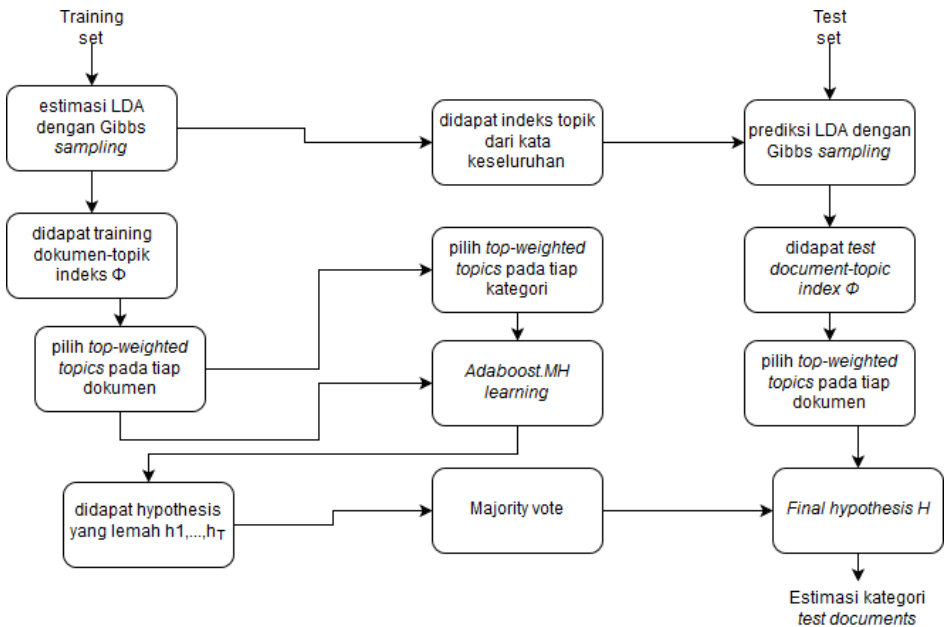 Training
set
Test
set
estimasi LDA
dengan Gibbs
sampling
didapat indeks topik
dari kata
keseluruhan
prediksi LDA dengan
Gibbs sampling
didapat training
dokumen-topik
indeks Φ
pilih top-weighted
topics pada tiap
kategori
didapat test
document-topic
index Φ
pilih top-weighted
topics pada tiap
dokumen
Adaboost.MH
learning
pilih top-weighted
topics pada tiap
dokumen
didapat hypothesis
yang lemah h1,...,hT
Majority vote
Final hypothesis H
Estimasi kategori
test documents